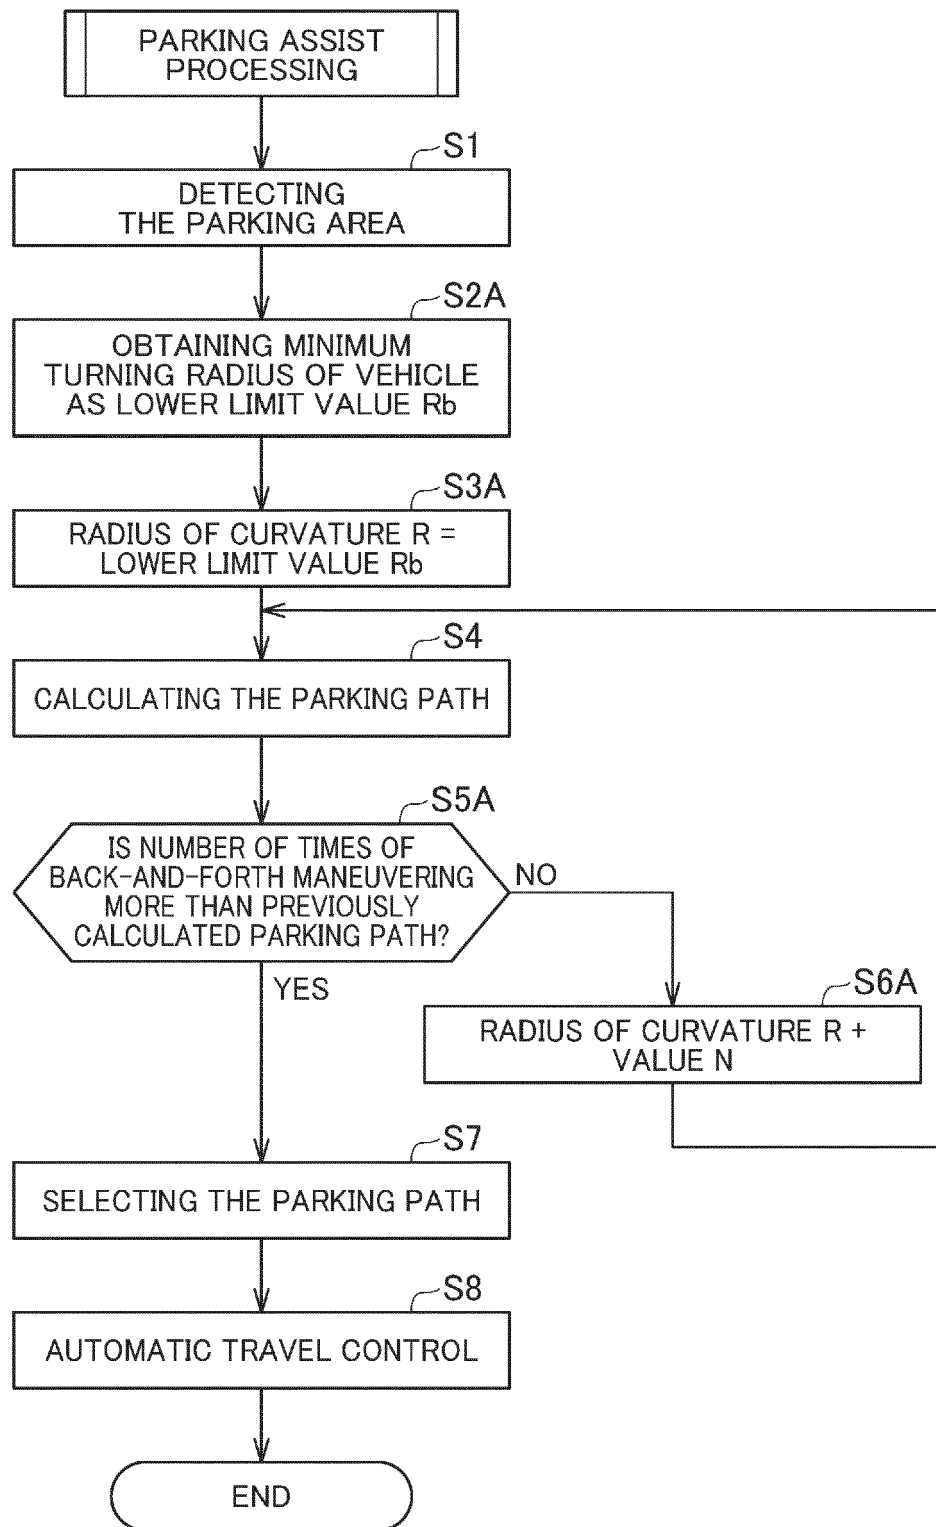 PARKING ASSIST
PROCESSING
S1
DETECTING
THE PARKING AREA
S2A
OBTAINING MINIMUM
TURNING RADIUS OF VEHICLE
AS LOWER LIMIT VALUE Rb
S3A
RADIUS OF CURVATURE R =
LOWER LIMIT VALUE Rb
S4
CALCULATING THE PARKING PATH
S5A
IS NUMBER OF TIMES OF
BACK-AND-FORTH MANEUVERING
MORE THAN PREVIOUSLY
CALCULATED PARKING PATH?
NO
YES
S6A
RADIUS OF CURVATURE R +
VALUE N
S7
SELECTING THE PARKING PATH
S8
AUTOMATIC TRAVEL CONTROL
END